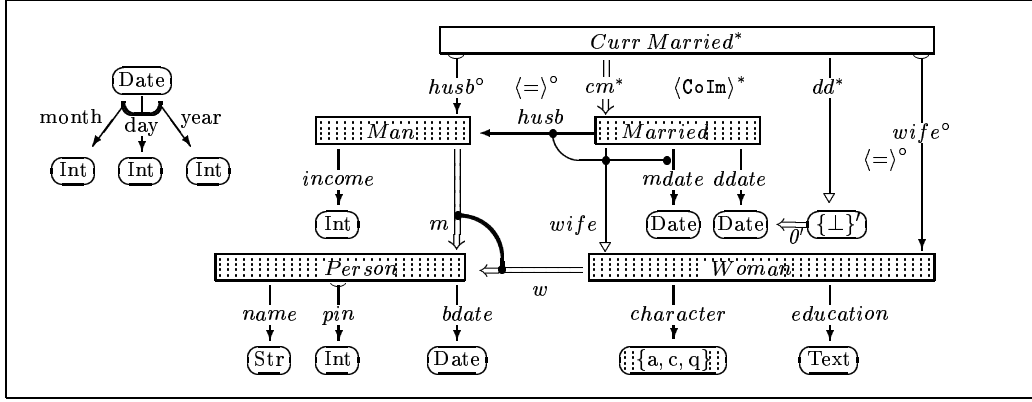 Curr Married*
Date
husb° ⟨=⟩° cm* ⟨CoIm⟩* dd*
month day year
husb
Man Married
wife°
⟨=⟩°
Int Int Int
income mdate ddate
Int m wife Date Date 0′ {⊥}′
Person Woman
w
name pin bdate character education
Str Int Date {a, c, q} Text